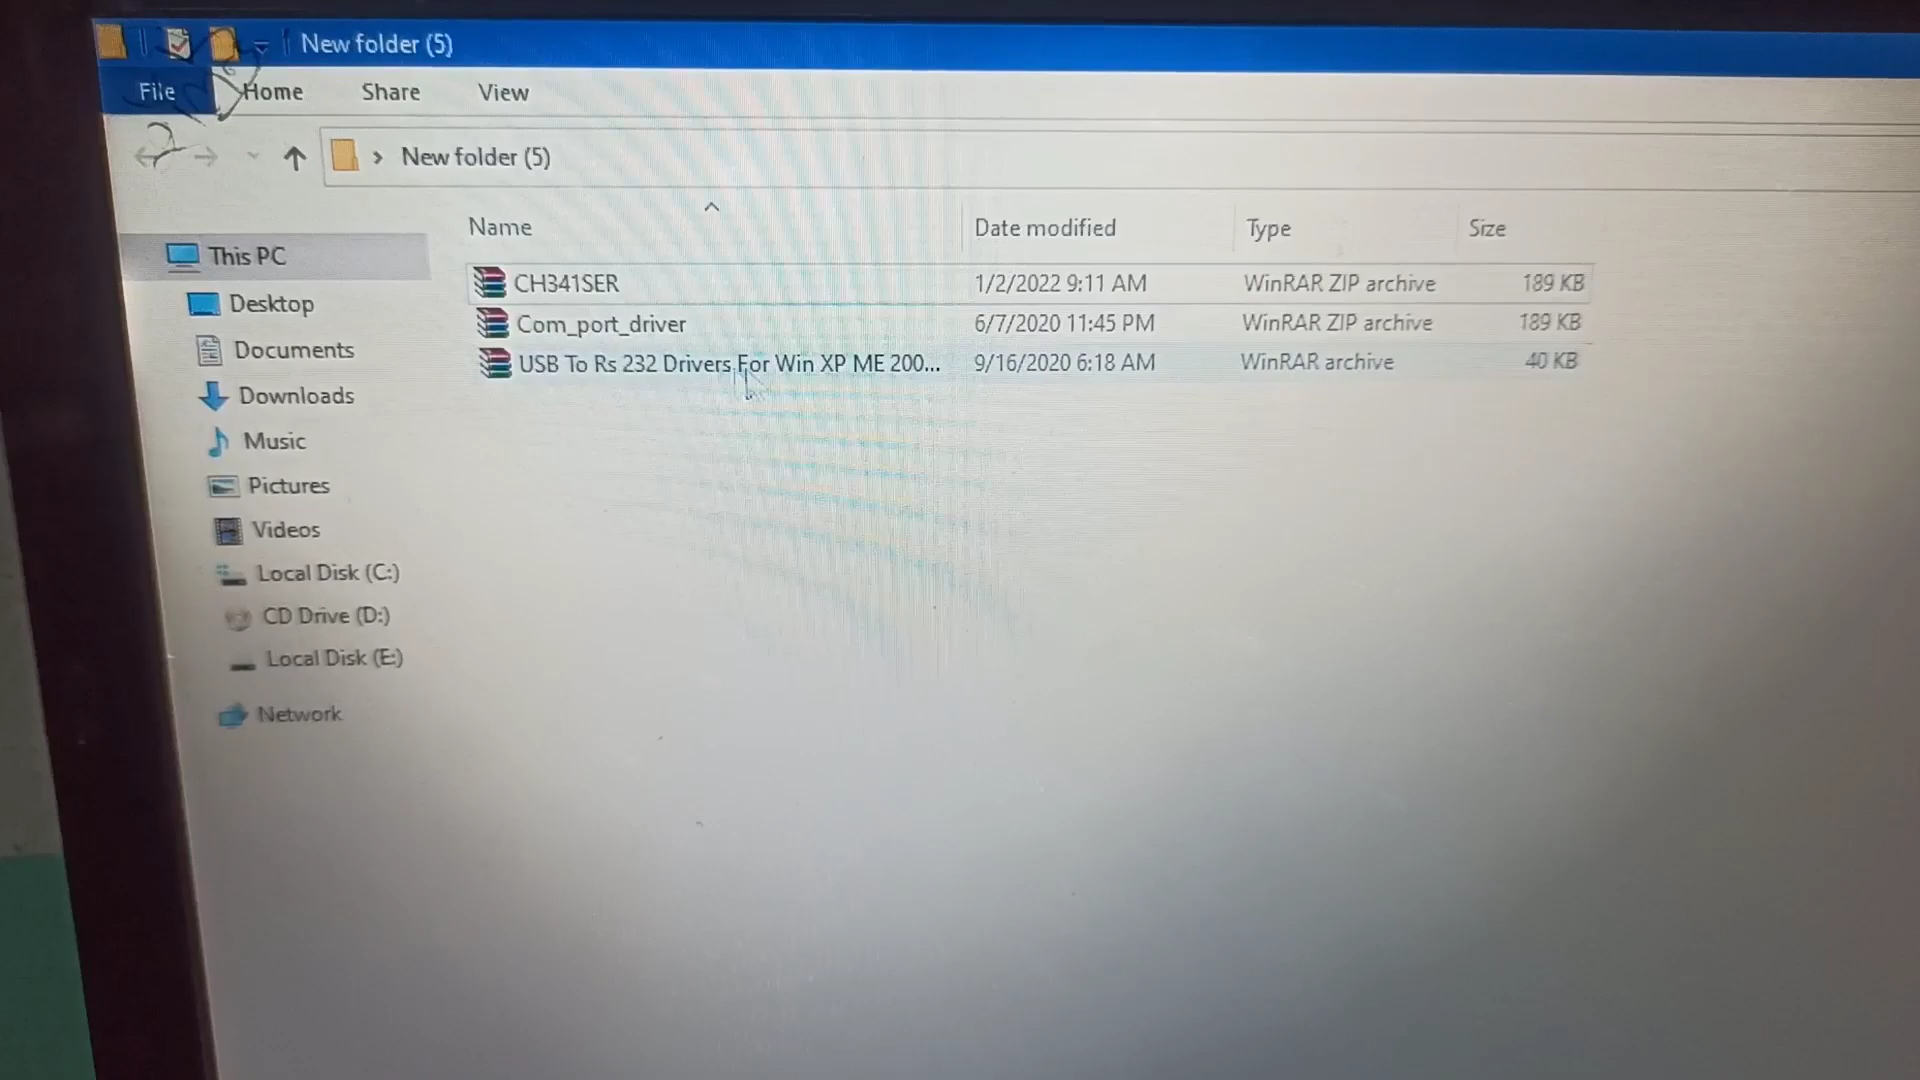 New folder (5)
File Home Share View
New folder (5)
Name Date modified Type Size
This PC
CH341SER 1/2/2022 9:11 AM WinRAR ZIP archive 189 KB
Desktop
Com_port_driver 6/7/2020 11:45 PM WinRAR ZIP archive 189 KB
Documents
USB To Rs 232 Drivers For Win XP ME 200... 9/16/2020 6:18 AM WinRAR archive 40 KB
Downloads
Music
Pictures
Videos
Local Disk (C:)
CD Drive (D:)
Local Disk (E:)
Network